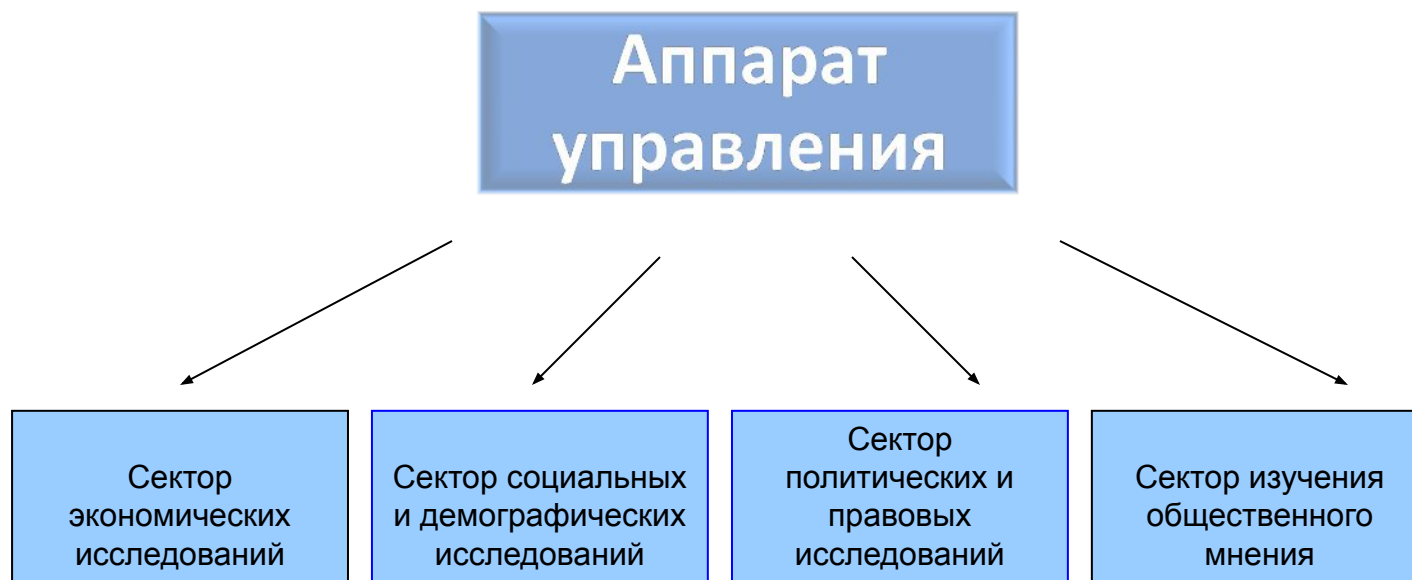 Аппарат
управления
Сектор
экономических
исследований
Сектор социальных
и демографических
исследований
Сектор
политических и
правовых
исследований
Сектор изучения
общественного
мнения